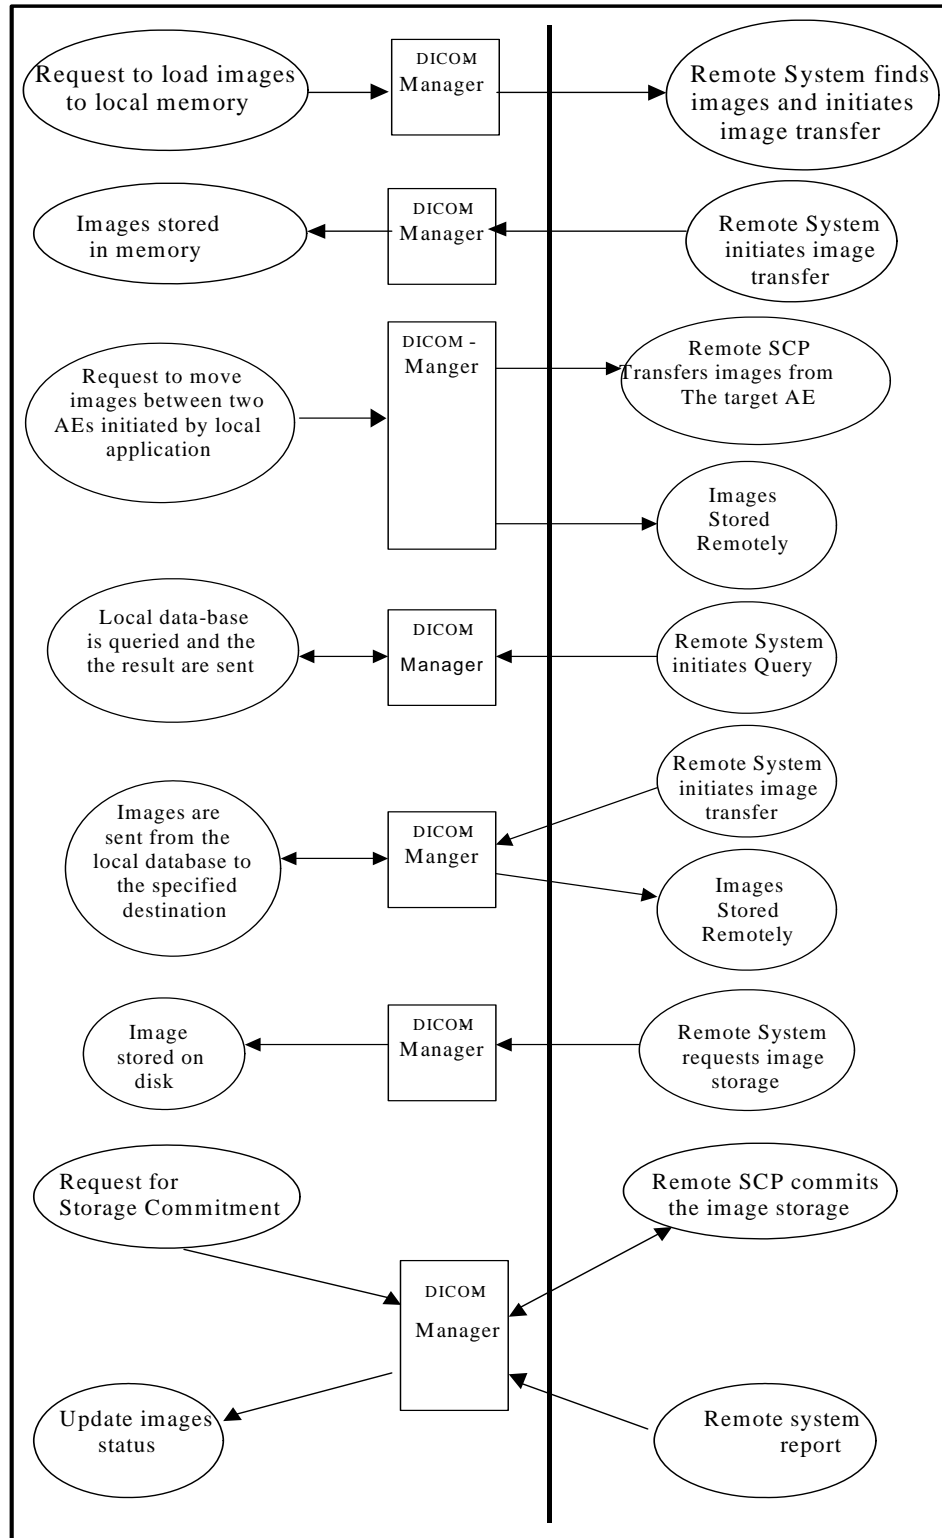 Request to load images
to local memory
DICOM-
Manager
Remote System finds
images and initiates
image transfer
Images stored
in memory
DICOM-
Manager
Remote System
initiates image
transfer
Request to move
images between two
AEs initiated by local
application
DICOM -
Manger
Remote SCP
Transfers images from
The target AE
Images
Stored
Remotely
Local data-base
is queried and the
the result are sent
DICOM-
Manager
Remote System
initiates Query
Images are
sent from the
local database to
the specified
destination
DICOM-
Manger
Remote System
initiates image
transfer
Images
Stored
Remotely
Image
stored on
disk
DICOM-
Manager
Remote System
requests image
storage
Request for
Storage Commitment
Remote SCP commits
the image storage
DICOM-
Manager
Update images
status
Remote system
report